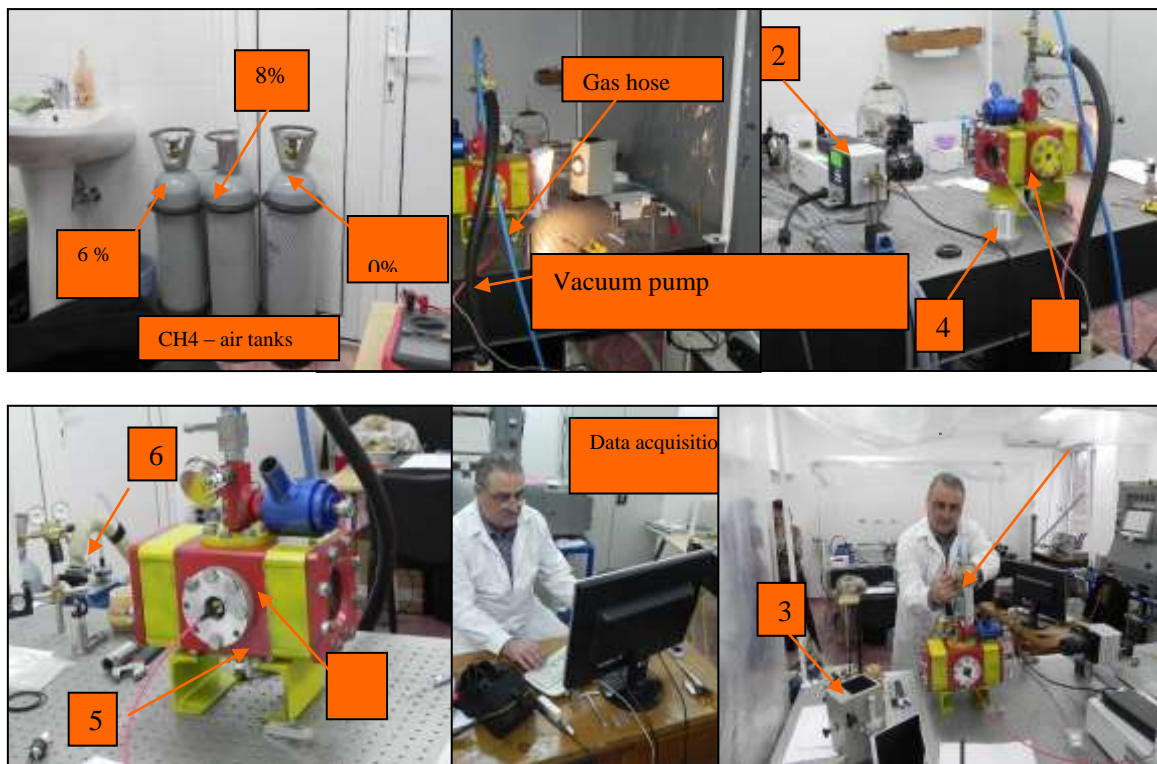 8%
6 %
0%
CH4 – air tanks
Gas hose
Vacuum pump
2
4
6
5
Data acquisitio
3